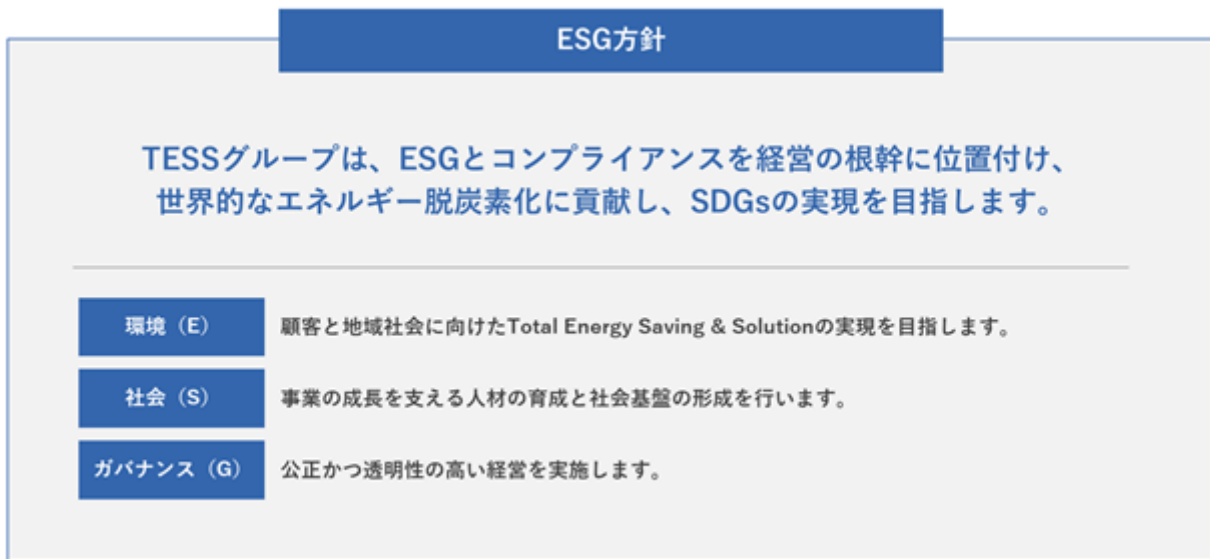 ESG方針
TESSグループは、ESGとコンプライアンスを経営の根幹に位置付け、
世界的なエネルギー脱炭素化に貢献し、SDGsの実現を目指します。
環境（E）
顧客と地域社会に向けたTotal Energy Saving & Solutionの実現を目指します。
社会（S）
事業の成長を支える人材の育成と社会基盤の形成を行います。
ガバナンス（G）
公正かつ透明性の高い経営を実施します。